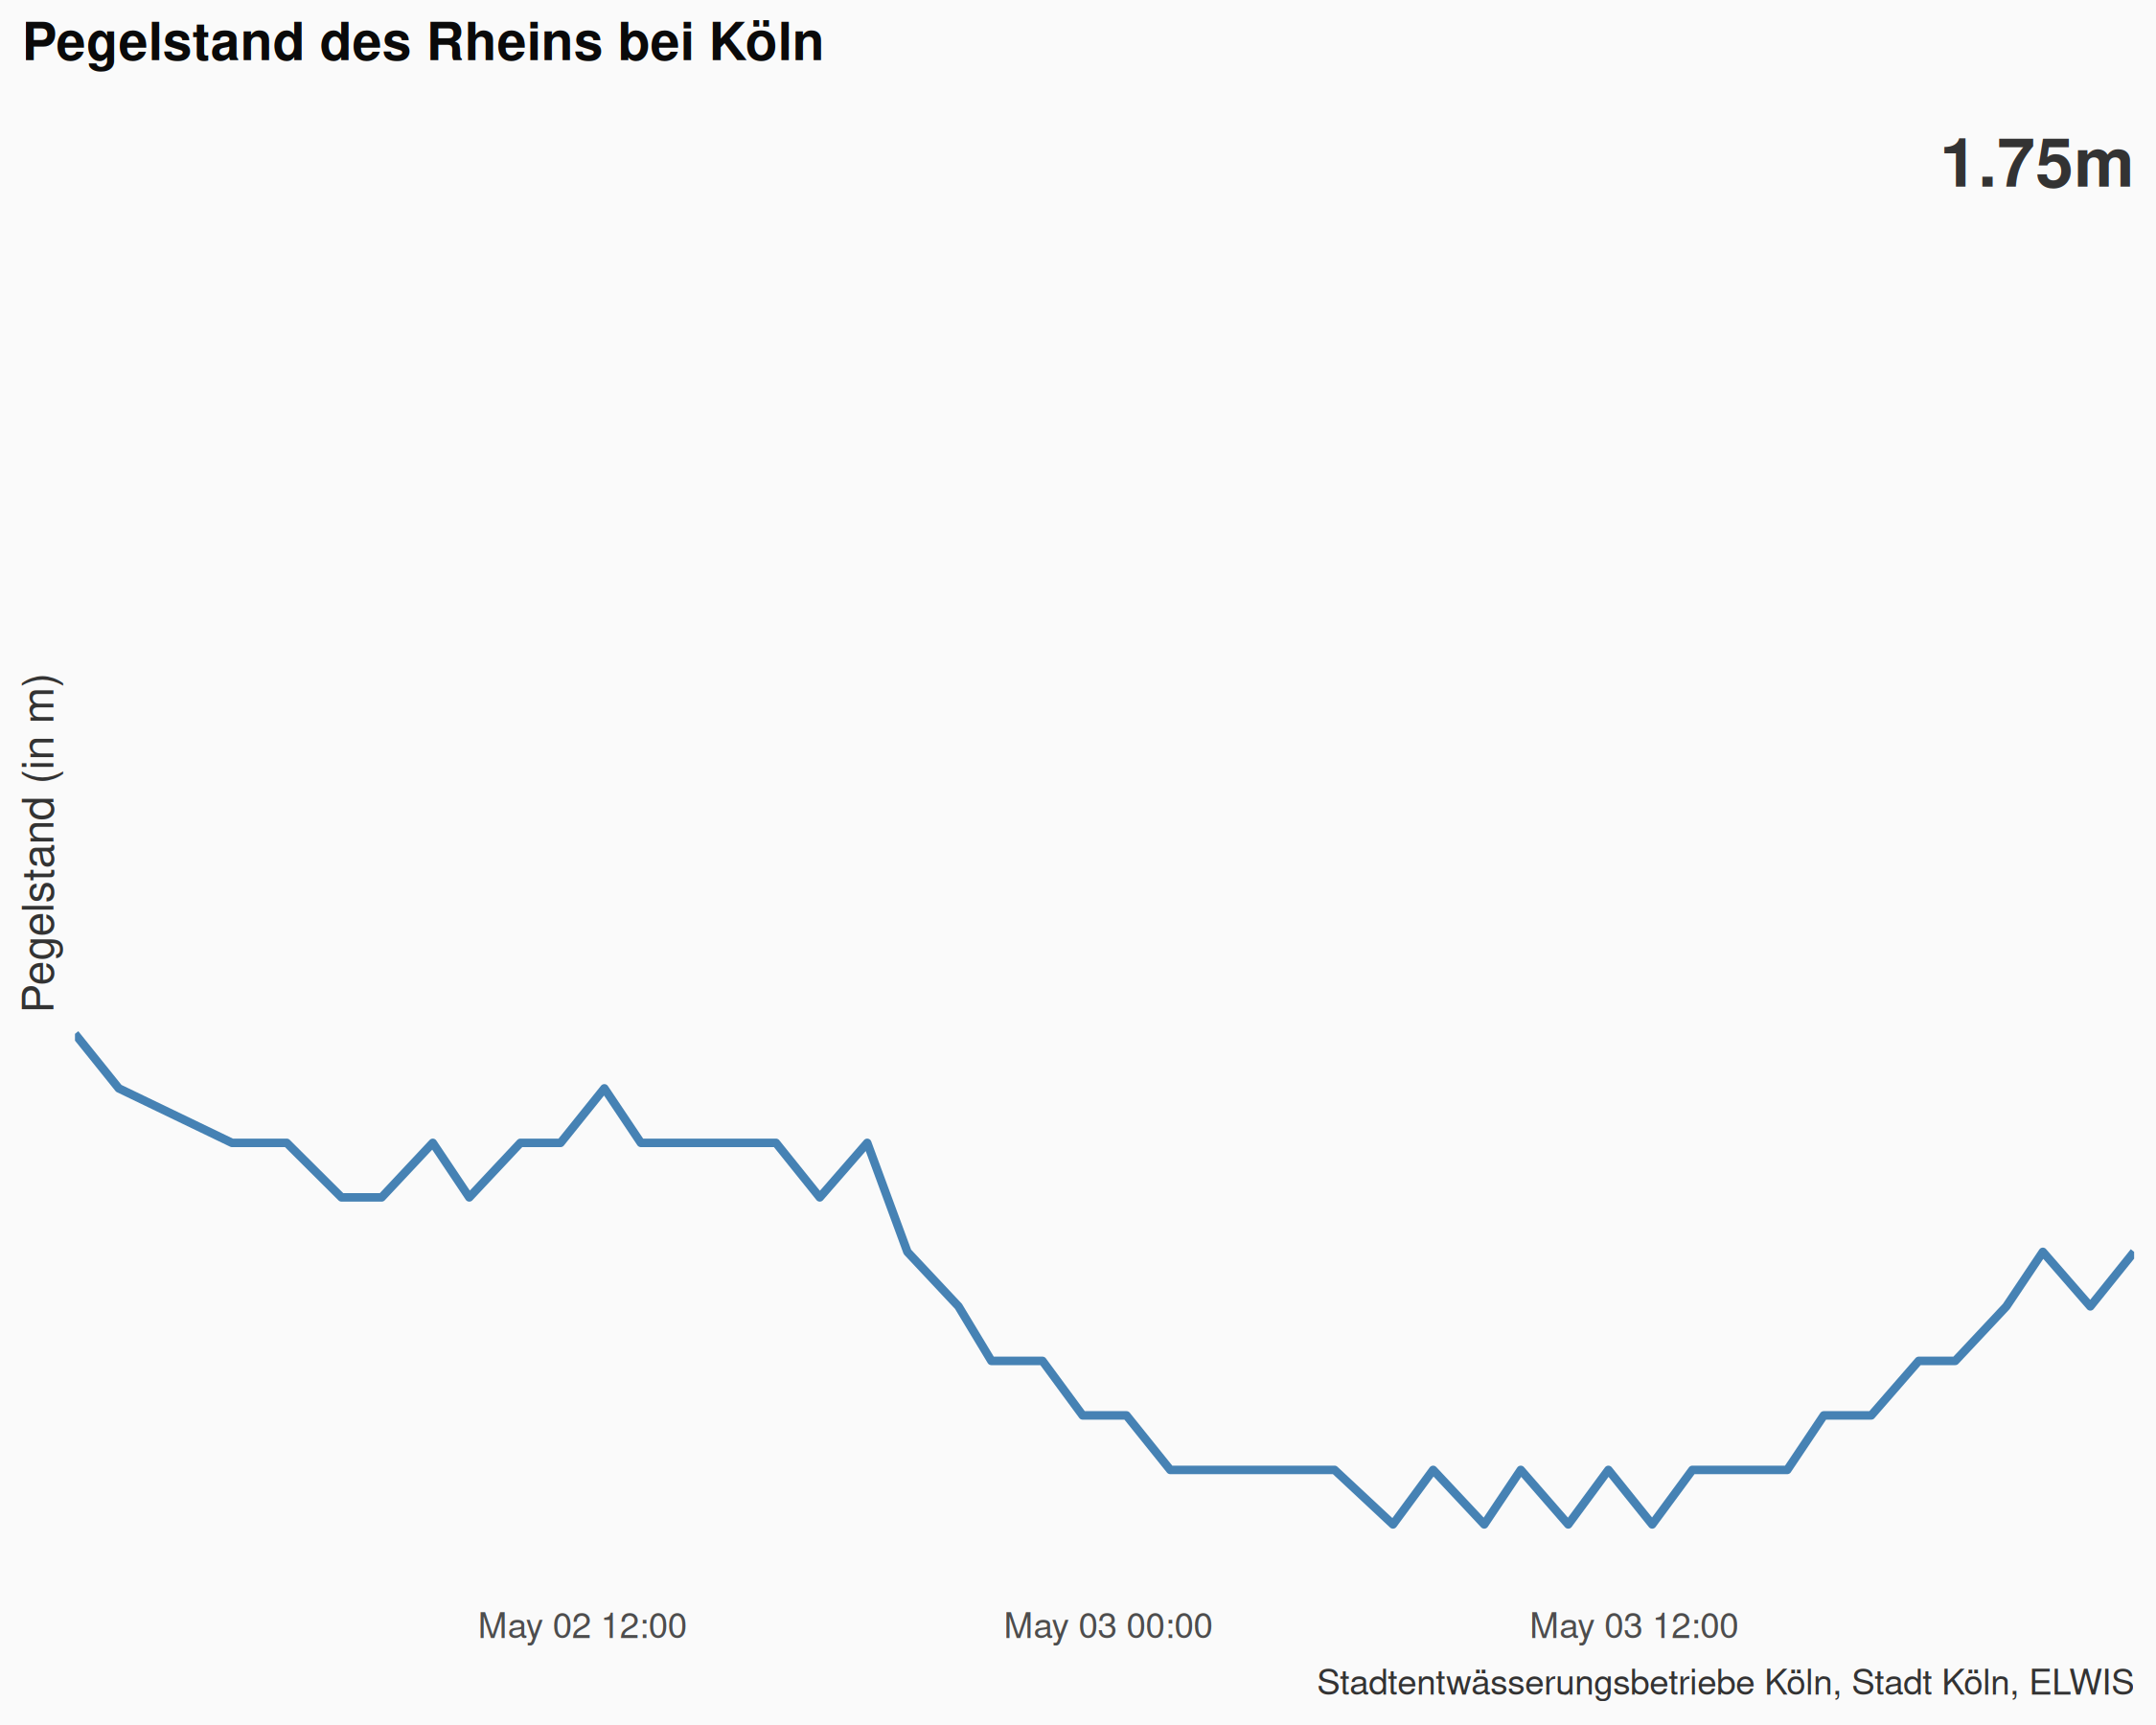 Pegelstand des Rheins bei Köln
1.75m
Pegelstand (in m)
May 02 12:00
May 03 00:00
May 03 12:00
Stadtentwässerungsbetriebe Köln, Stadt Köln, ELWIS